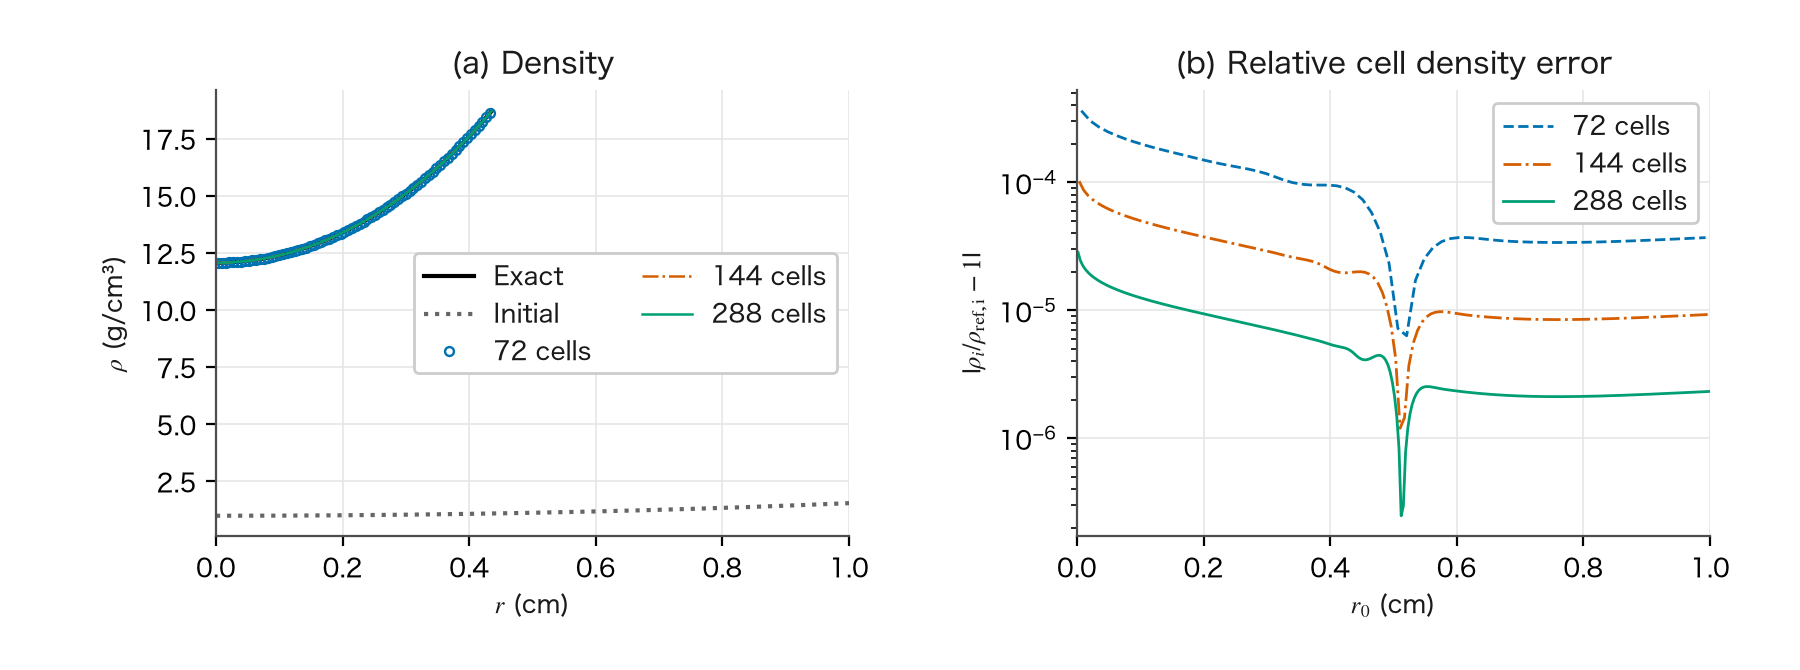 (a) Density
17.5
15.0
12.5
10.0
7.5
5.0
2.5
ρ (g/cm³)
Exact
Initial
72 cells
144 cells
288 cells
0.0 0.2 0.4 0.6 0.8 1.0
r (cm)
(b) Relative cell density error
10⁻⁴
10⁻⁵
10⁻⁶
|ρᵢ/ρref,i − 1|
72 cells
144 cells
288 cells
0.0 0.2 0.4 0.6 0.8 1.0
r₀ (cm)